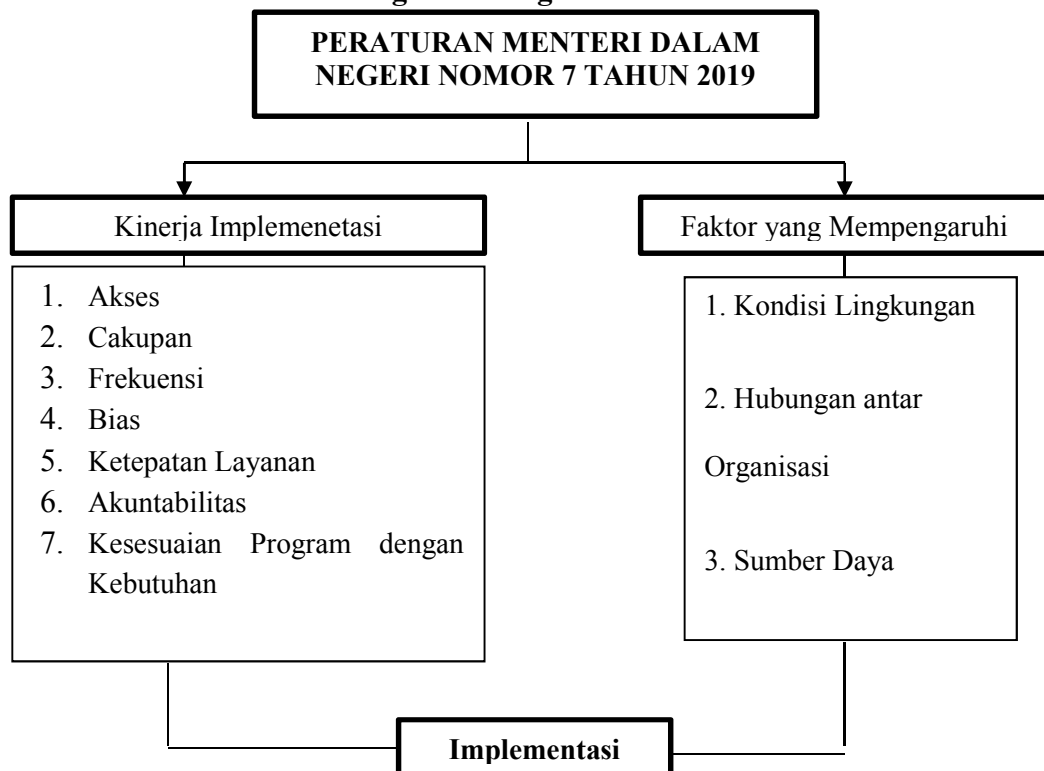 PERATURAN MENTERI DALAM
NEGERI NOMOR 7 TAHUN 2019
Kinerja Implemenetasi
1. Akses
2. Cakupan
3. Frekuensi
4. Bias
5. Ketepatan Layanan
6. Akuntabilitas
7. Kesesuaian Program dengan
Kebutuhan
Faktor yang Mempengaruhi
1. Kondisi Lingkungan
2. Hubungan antar
Organisasi
3. Sumber Daya
Implementasi